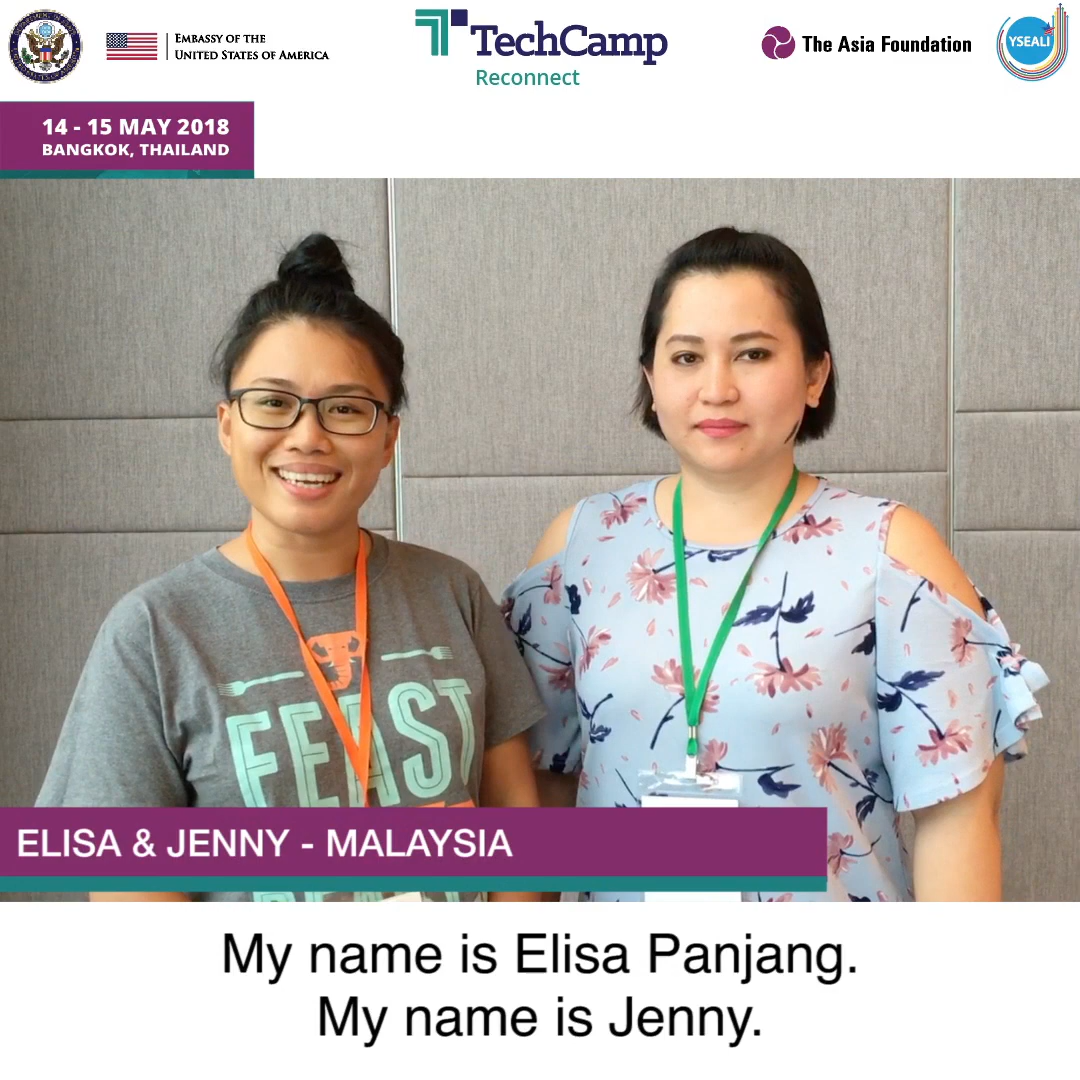 EMBASSY OF THE
UNITED STATES OF AMERICA
TechCamp
Reconnect
The Asia Foundation
YSEALI
14 - 15 MAY 2018
BANGKOK, THAILAND
FEAST
ELISA & JENNY - MALAYSIA
My name is Elisa Panjang.
My name is Jenny.